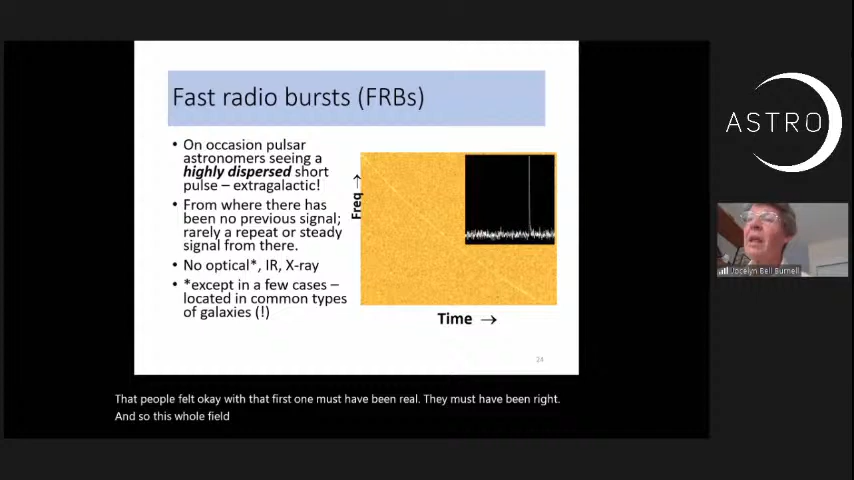 Fast radio bursts (FRBs)
• On occasion pulsar
astronomers seeing a
highly dispersed short
pulse – extragalactic!
• From where there has
been no previous signal;
rarely a repeat or steady
signal from there.
• No optical*, IR, X-ray
• *except in a few cases –
located in common types
of galaxies (!)
Freq →
Time →
24
ASTRO
Jocelyn Bell Burnell
That people felt okay with that first one must have been real. They must have been right.
And so this whole field